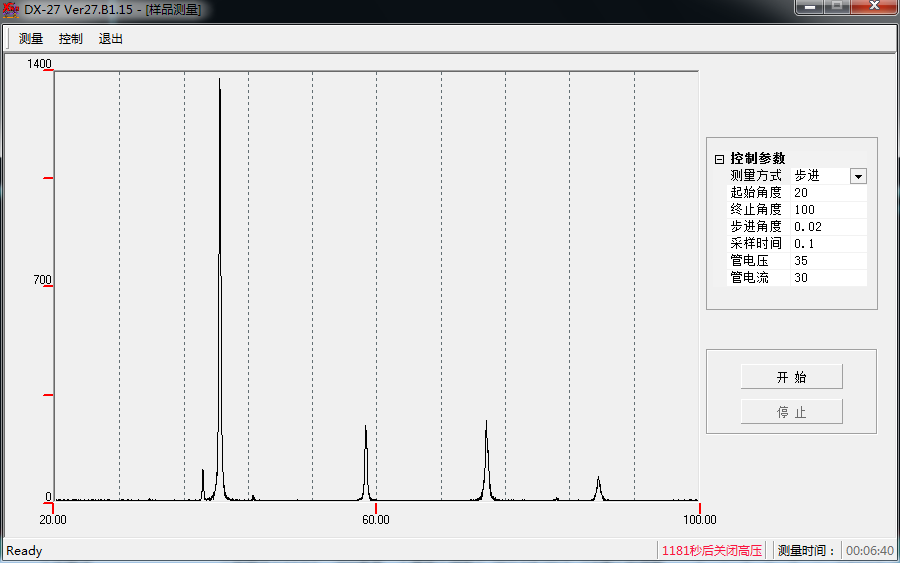 DX-27 Ver27.B1.15 - [样品测量]
测量 控制 退出
1400
700
0
20.00 60.00 100.00
控制参数
测量方式 步进
起始角度 20
终止角度 100
步进角度 0.02
采样时间 0.1
管电压 35
管电流 30
开 始
停 止
Ready 1181秒后关闭高压 测量时间： 00:06:40